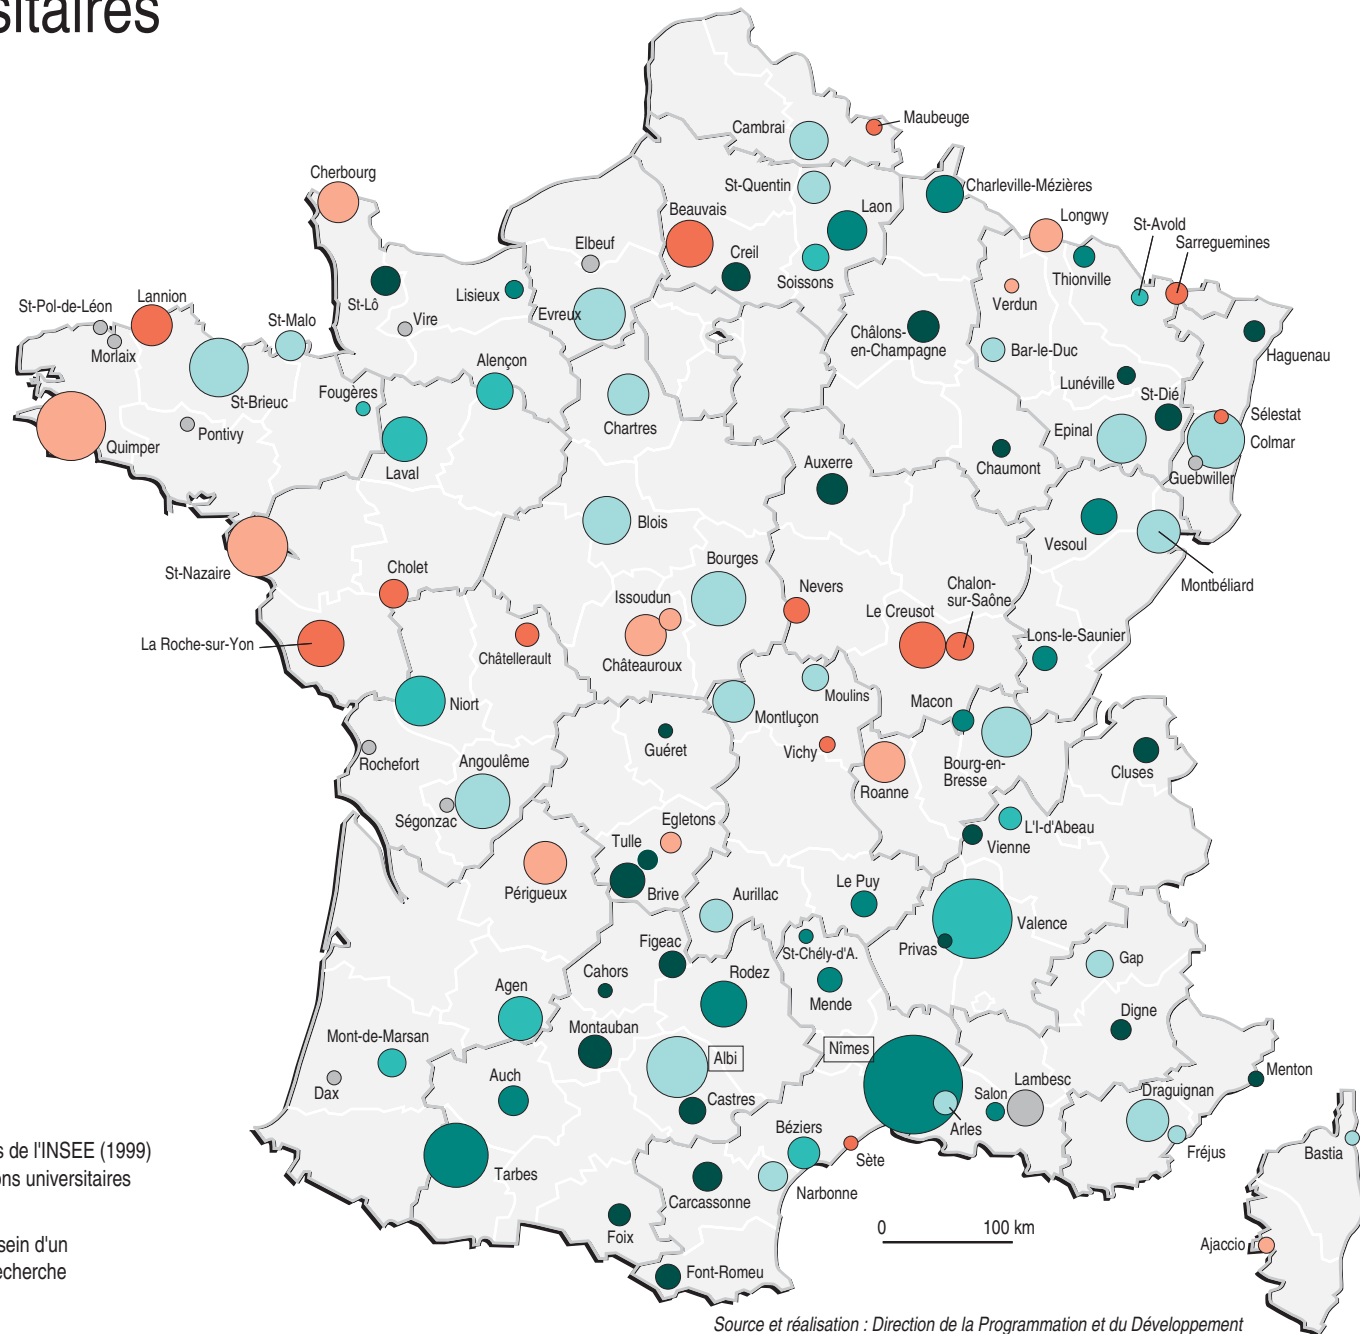 sitaires
Maubeuge
Cambrai
Cherbourg
St-Quentin
Charleville-Mézières
Laon
Beauvais
Longwy
St-Avold
Sarreguemines
Elbeuf
Creil
Soissons
Thionville
St-Lô
Lisieux
Verdun
St-Pol-de-Léon
Lannion
Evreux
St-Malo
Vire
Châlons-
en-Champagne
Haguenau
Morlaix
Bar-le-Duc
Alençon
Lunéville
Fougères
St-Dié
St-Brieuc
Sélestat
Chartres
Epinal
Colmar
Pontivy
Quimper
Laval
Auxerre
Chaumont
Guebwiller
Blois
Vesoul
Bourges
St-Nazaire
Cholet
Montbéliard
Nevers
Chalon-
sur-Saône
Issoudun
Le Creusot
La Roche-sur-Yon
Lons-le-Saunier
Châtellerault
Châteauroux
Moulins
Niort
Macon
Montluçon
Guéret
Vichy
Rochefort
Angoulême
Bourg-en-
Bresse
Cluses
Roanne
Ségonzac
Egletons
L'I-d'Abeau
Tulle
Vienne
Périgueux
Brive
Aurillac
Le Puy
Valence
Figeac
Privas
St-Chély-d'A.
Gap
Cahors
Rodez
Agen
Mende
Digne
Montauban
Mont-de-Marsan
Nîmes
Albi
Menton
Auch
Dax
Salon
Lambesc
Draguignan
Castres
Béziers
Arles
s de l'INSEE (1999)
Sète
Fréjus
Bastia
Tarbes
ons universitaires
Narbonne
Carcassonne
0 100 km
Foix
sein d'un
Ajaccio
echerche
Font-Romeu
Source et réalisation : Direction de la Programmation et du Développement